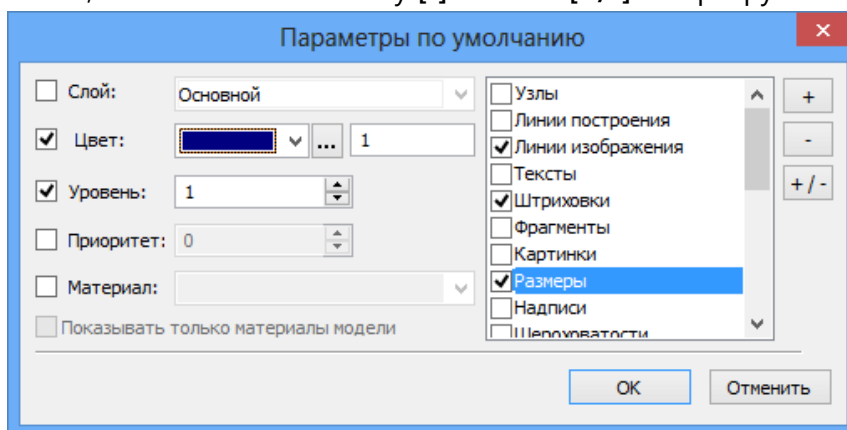 Параметры по умолчанию
Слой: Основной
Цвет: ... 1
Уровень: 1
Приоритет: 0
Материал:
Показывать только материалы модели
Узлы
Линии построения
Линии изображения
Тексты
Штриховки
Фрагменты
Картинки
Размеры
Надписи
Шероховатости
+
-
+ / -
OK
Отменить